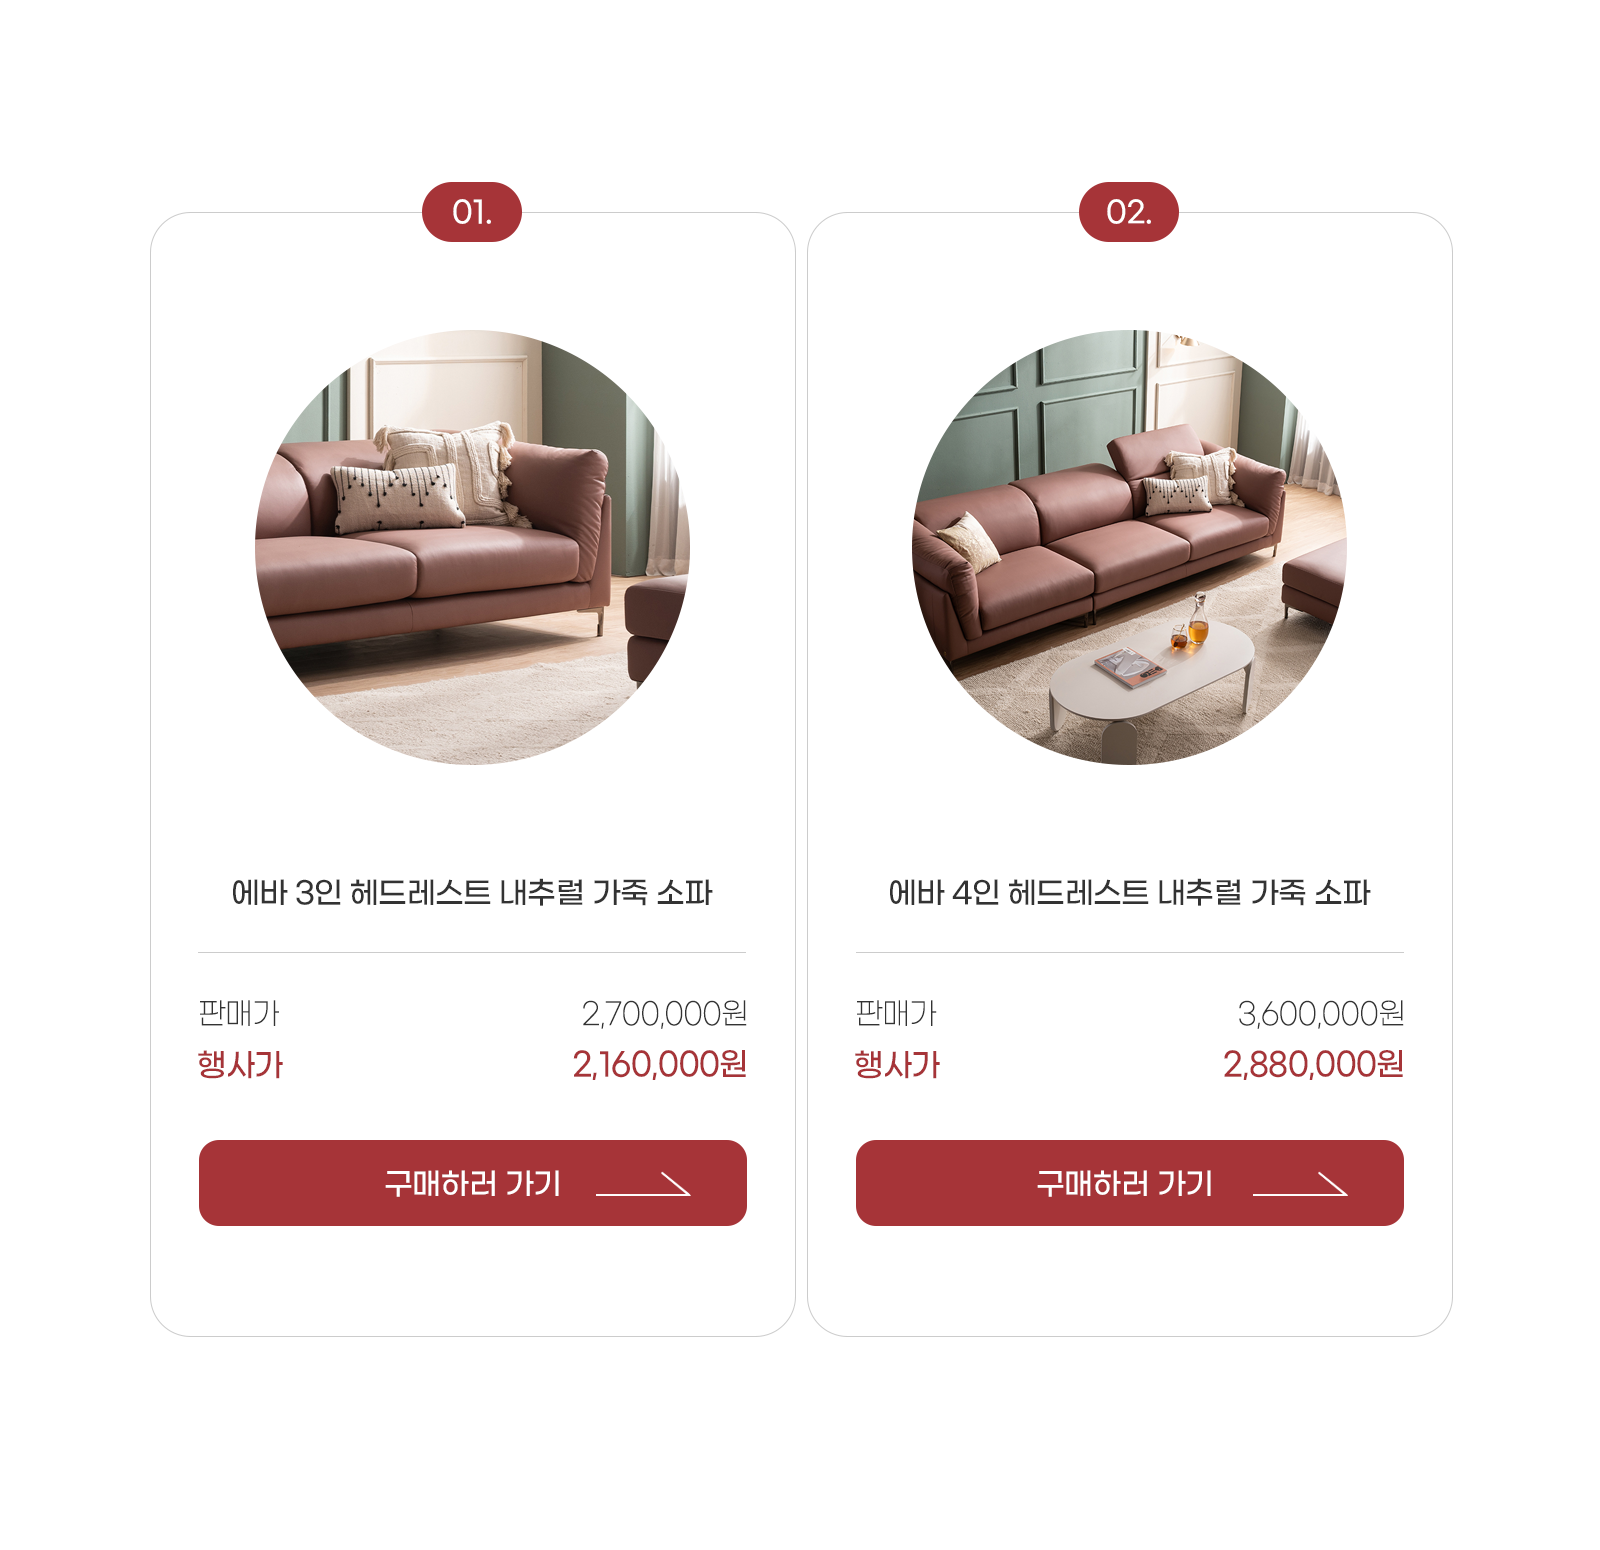 01.
에바 3인 헤드레스트 내추럴 가죽 소파
판매가 2,700,000원
행사가 2,160,000원
구매하러 가기
02.
에바 4인 헤드레스트 내추럴 가죽 소파
판매가 3,600,000원
행사가 2,880,000원
구매하러 가기